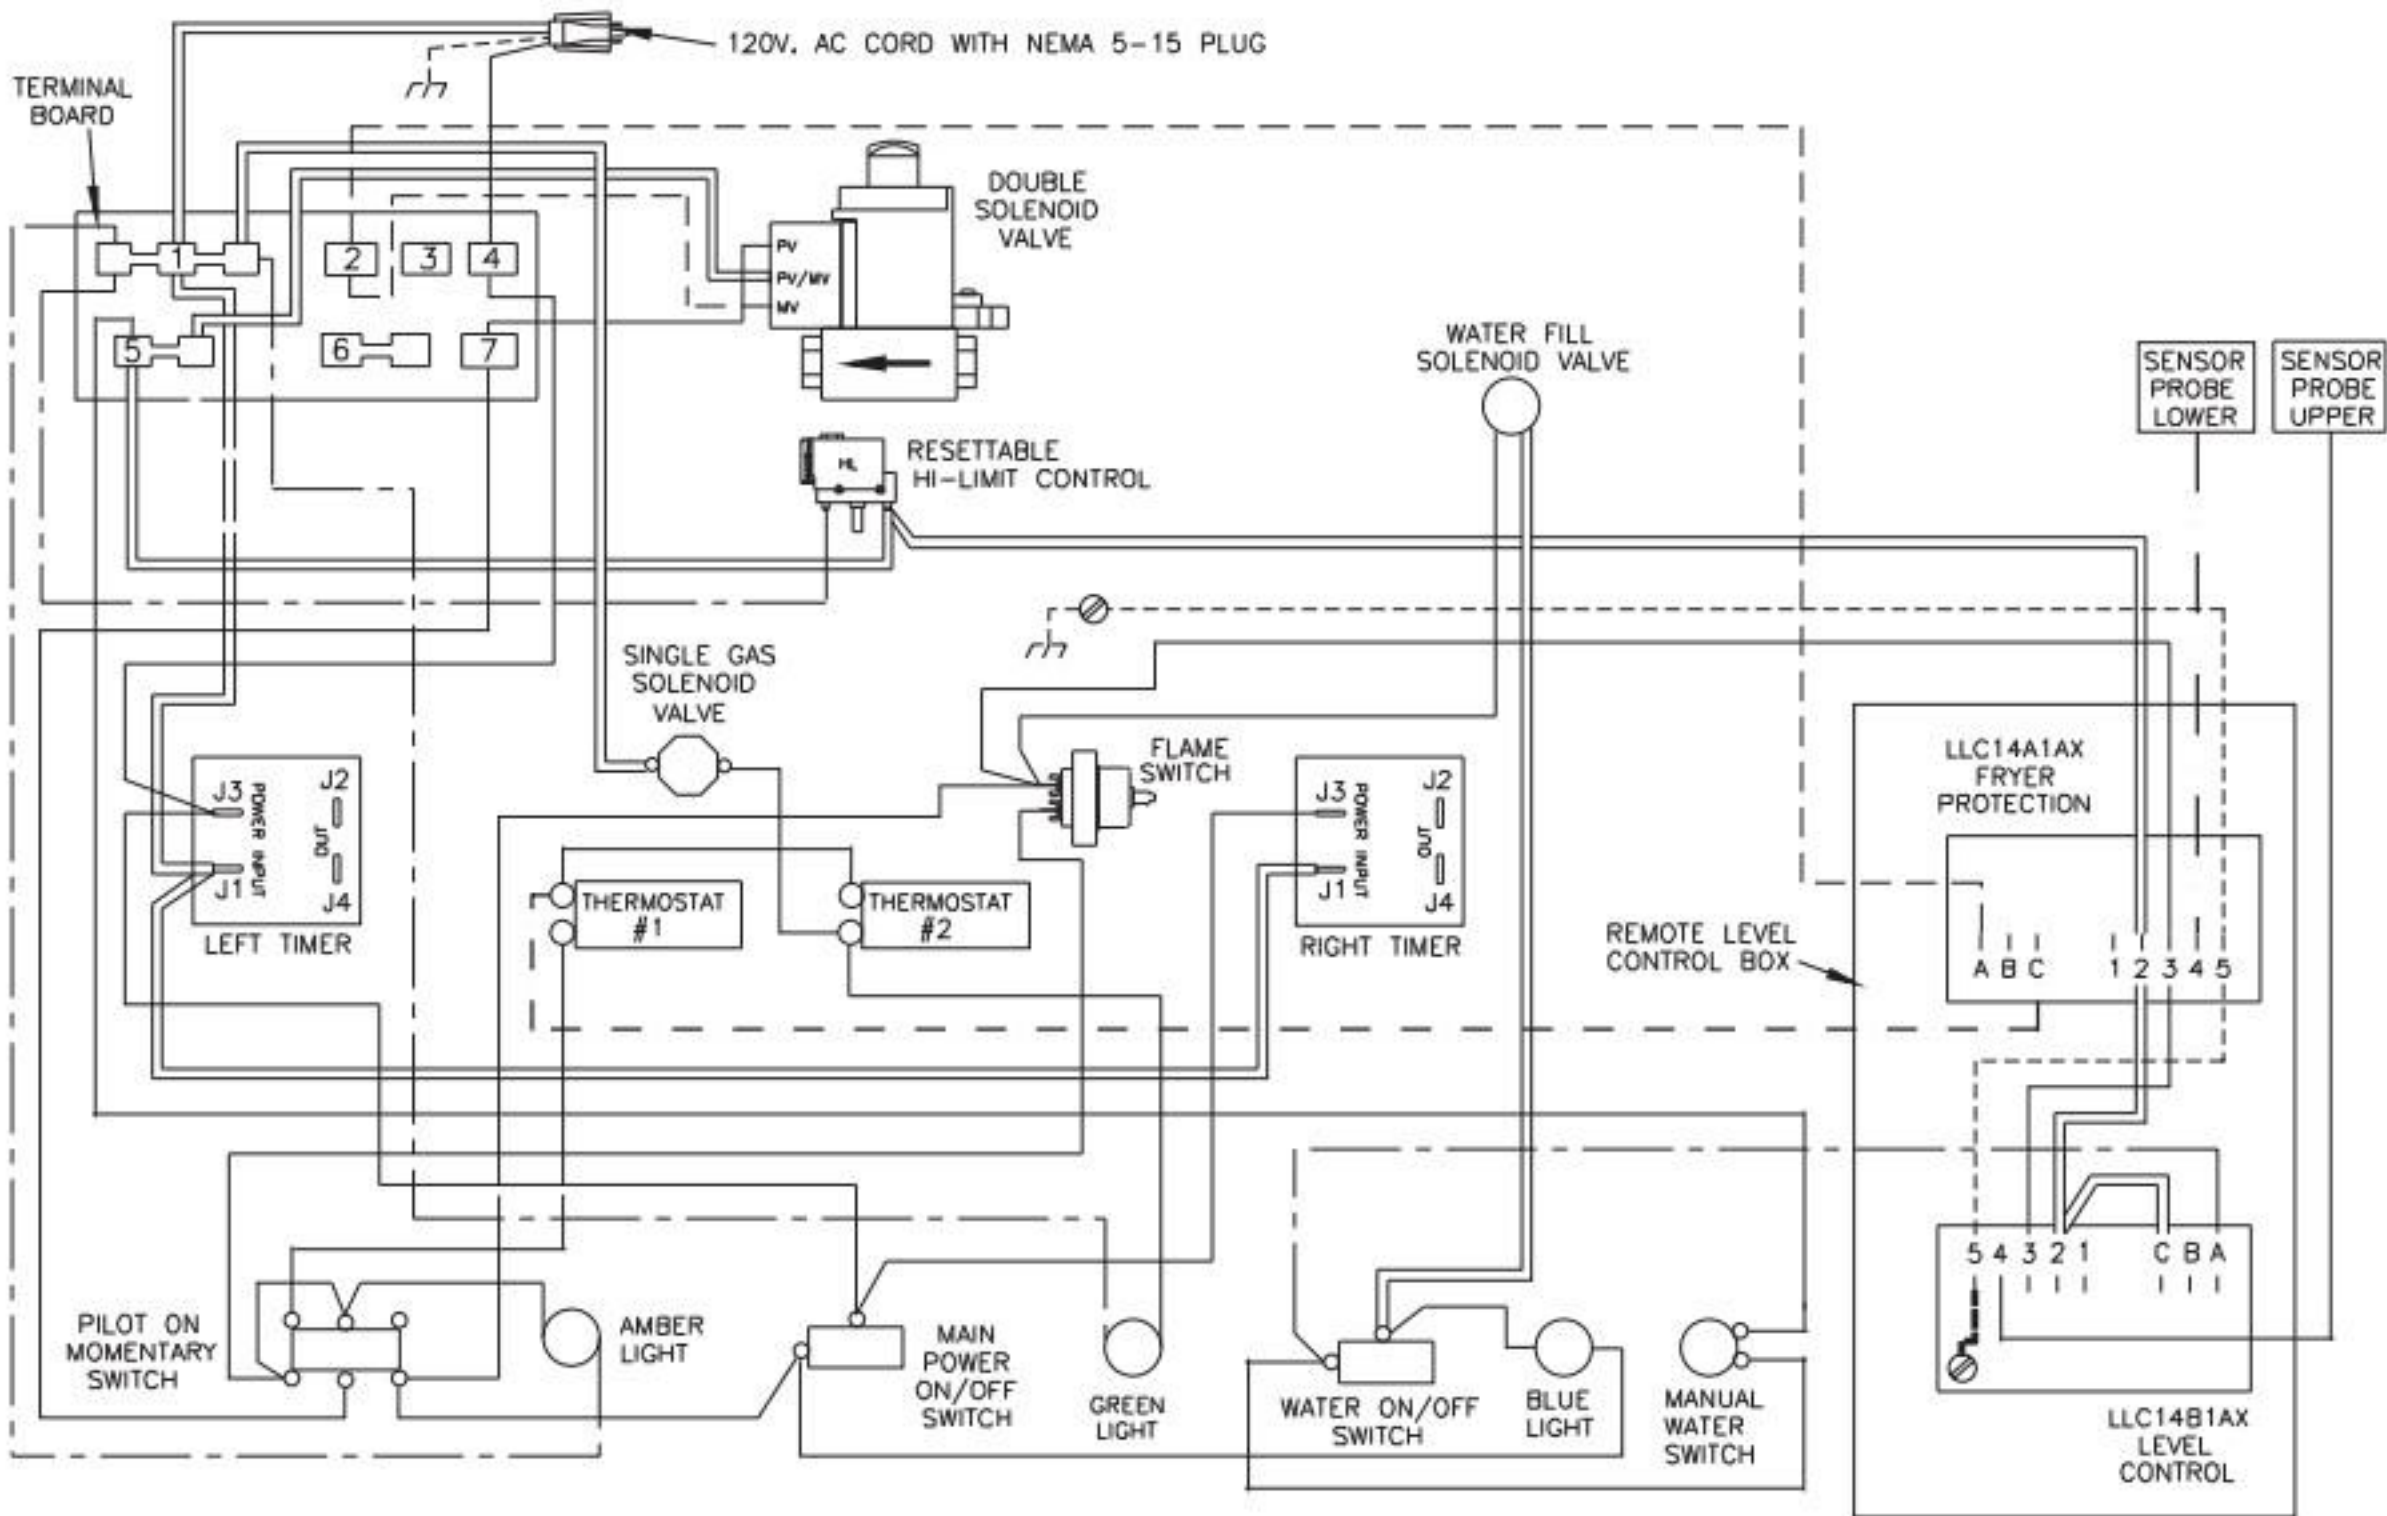 120V. AC CORD WITH NEMA 5-15 PLUG
TERMINAL
BOARD
DOUBLE
SOLENOID
VALVE
PV
PV/MV
MV
1
2
3
4
5
6
7
WATER FILL
SOLENOID VALVE
SENSOR
PROBE
LOWER
SENSOR
PROBE
UPPER
HL
RESETTABLE
HI-LIMIT CONTROL
SINGLE GAS
SOLENOID
VALVE
FLAME
SWITCH
LLC14A1AX
FRYER
PROTECTION
J3
J2
POWER INPUT
OUT
J1
J4
LEFT TIMER
THERMOSTAT
#1
THERMOSTAT
#2
J3
J2
POWER INPUT
OUT
J1
J4
RIGHT TIMER
REMOTE LEVEL
CONTROL BOX
A B C 1 2 3 4 5
5 4 3 2 1 C B A
PILOT ON
MOMENTARY
SWITCH
AMBER
LIGHT
MAIN
POWER
ON/OFF
SWITCH
GREEN
LIGHT
WATER ON/OFF
SWITCH
BLUE
LIGHT
MANUAL
WATER
SWITCH
LLC14B1AX
LEVEL
CONTROL